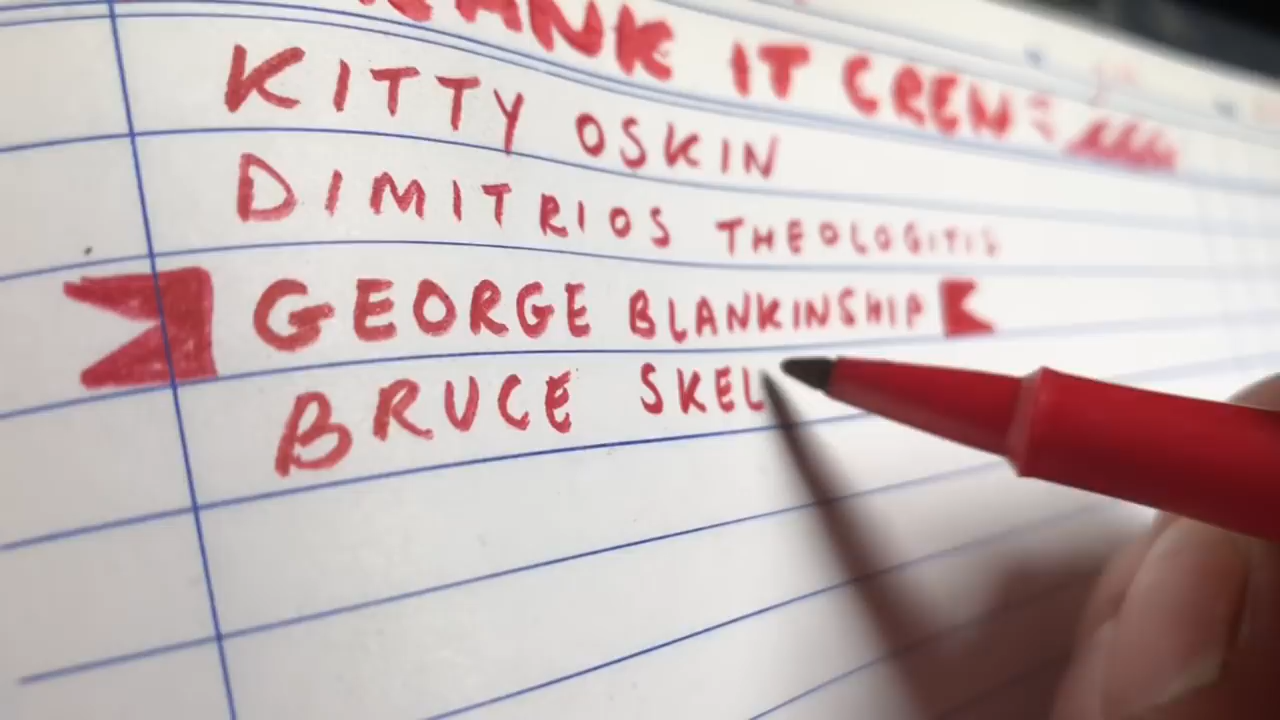 IT CREW:
KITTY OSKIN
DIMITRIOS THEOLOGITIS
GEORGE BLANKINSHIP
BRUCE SKEL